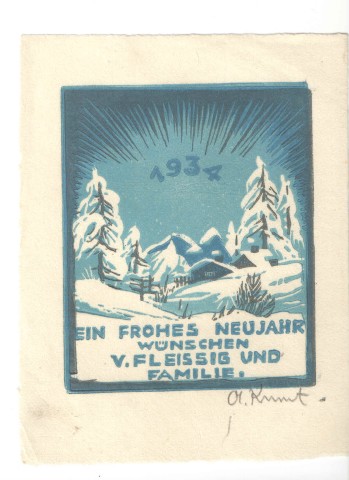 1934
EIN FROHES NEUJAHR
WÜNSCHEN
V. FLEISSIG UND
FAMILIE.